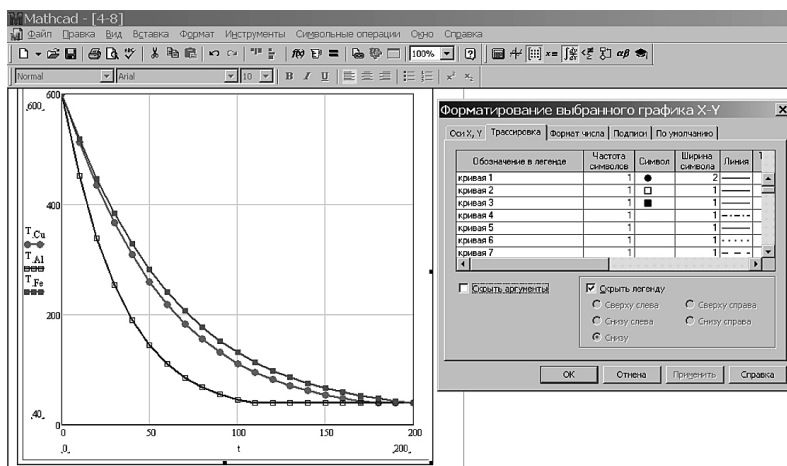 Mathcad - [4-8]
Файл Правка Вид Вставка Формат Инструменты Символьные операции Окно Справка
100%
Normal Arial 10 B I U
600 600
400
T Cu
T Al
T Fe
200
40 0
0 50 100 150 200
0 t 200
Форматирование выбранного графика X-Y
Оси X, Y Трассировка Формат числа Подписи По умолчанию
Обозначение в легенде Частота символов Символ Ширина символа Линия Т
кривая 1 1 2
кривая 2 1 1
кривая 3 1 1
кривая 4 1 1
кривая 5 1 1
кривая 6 1 1
кривая 7 1 1
Скрыть аргументы Скрыть легенду
Сверху слева Сверху справа
Снизу слева Снизу справа
Снизу
OK Отмена Применить Справка